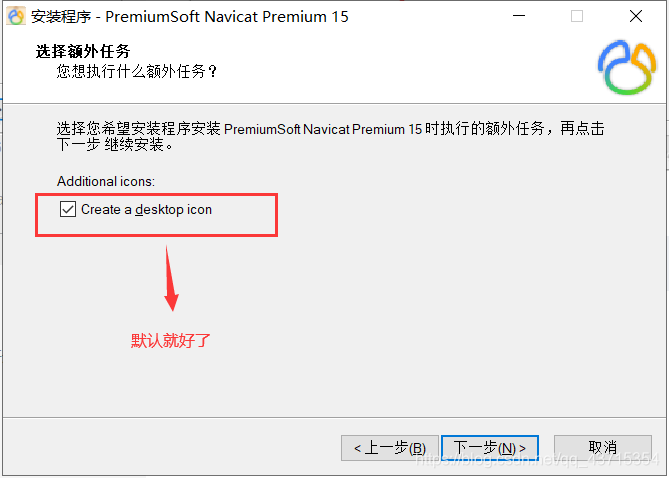 安装程序 - PremiumSoft Navicat Premium 15
选择额外任务
您想执行什么额外任务？
选择您希望安装程序安装 PremiumSoft Navicat Premium 15 时执行的额外任务，再点击
下一步 继续安装。
Additional icons:
Create a desktop icon
默认就好了
< 上一步(B)
下一步(N) >
取消
https://blog.csdn.net/qq_43715354